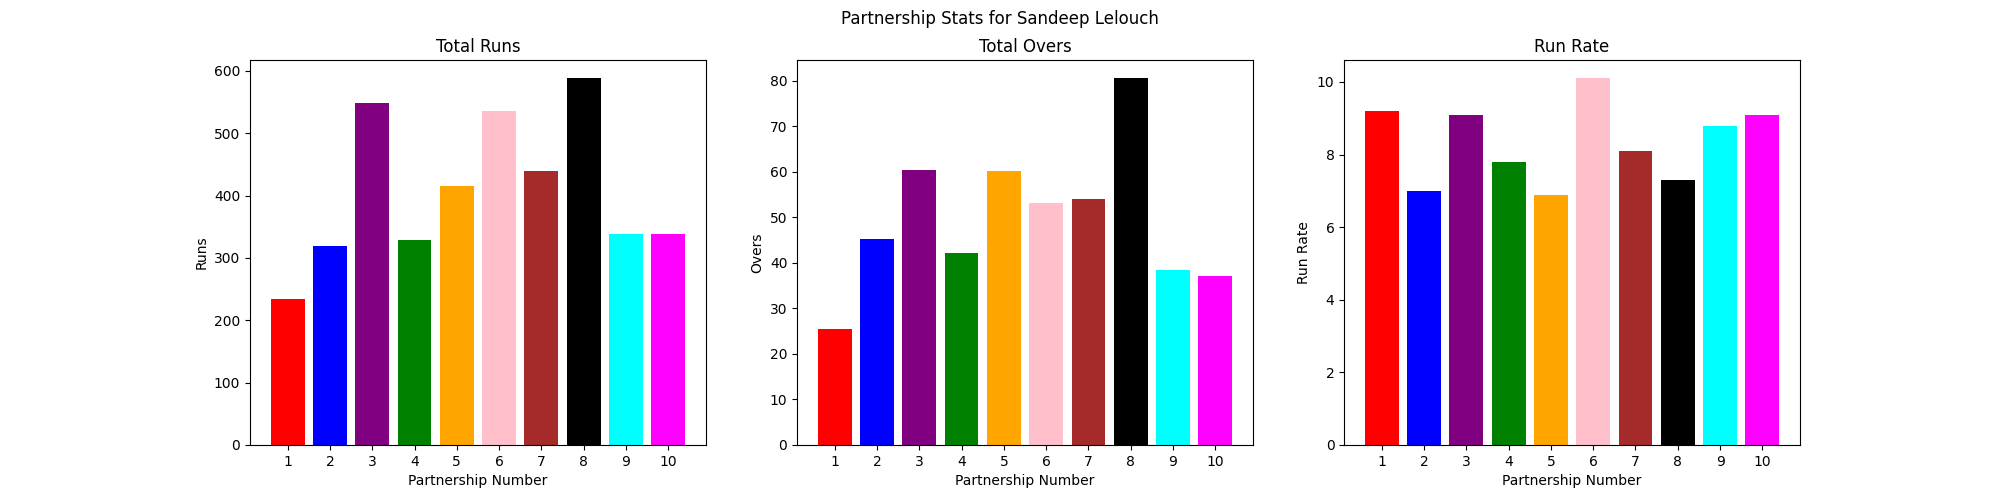 Partnership Stats for Sandeep Lelouch
Total Runs
Runs
600
500
400
300
200
100
0
1 2 3 4 5 6 7 8 9 10
Partnership Number
Total Overs
Overs
80
70
60
50
40
30
20
10
0
1 2 3 4 5 6 7 8 9 10
Partnership Number
Run Rate
Run Rate
10
8
6
4
2
0
1 2 3 4 5 6 7 8 9 10
Partnership Number